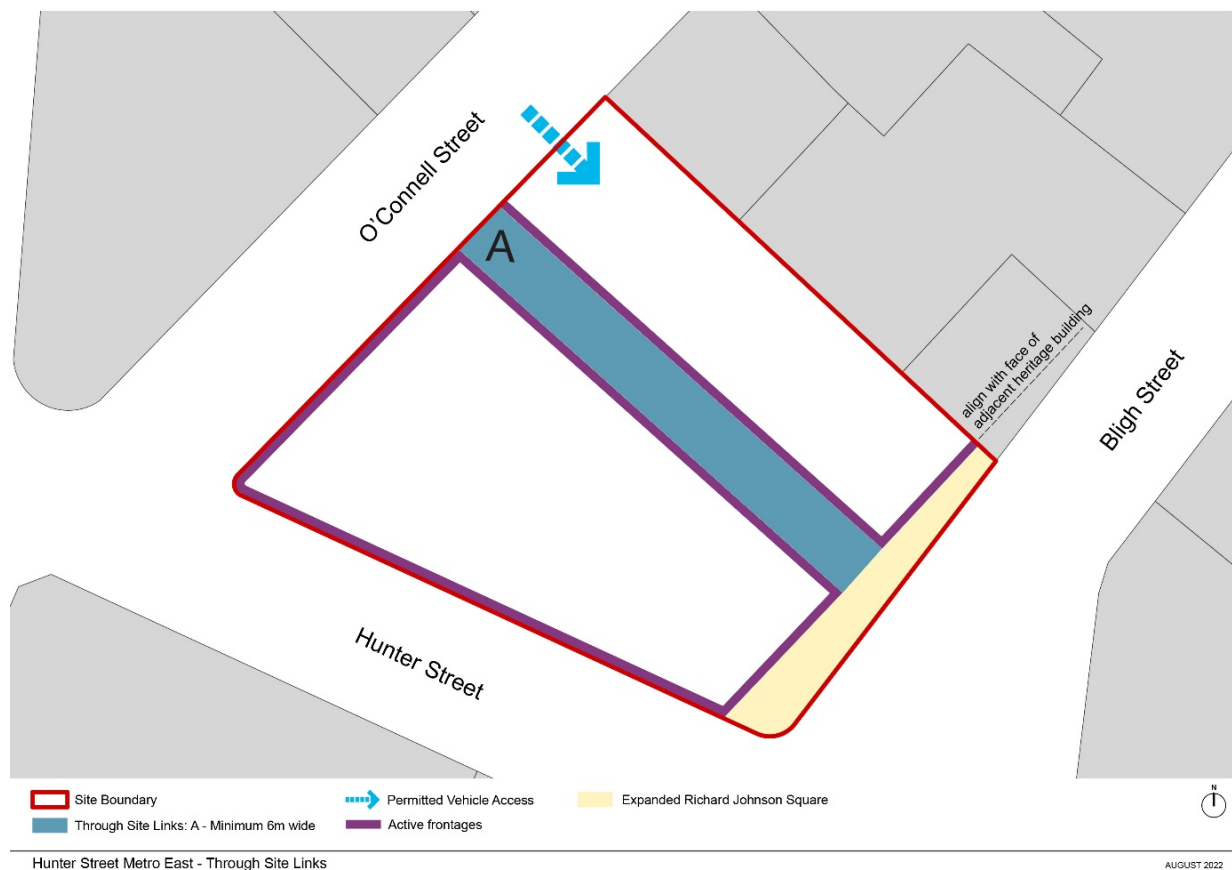 O'Connell Street
A
align with face of
adjacent heritage building
Bligh Street
Hunter Street
Site Boundary
Permitted Vehicle Access
Expanded Richard Johnson Square
Through Site Links: A - Minimum 6m wide
Active frontages
N
Hunter Street Metro East - Through Site Links
AUGUST 2022